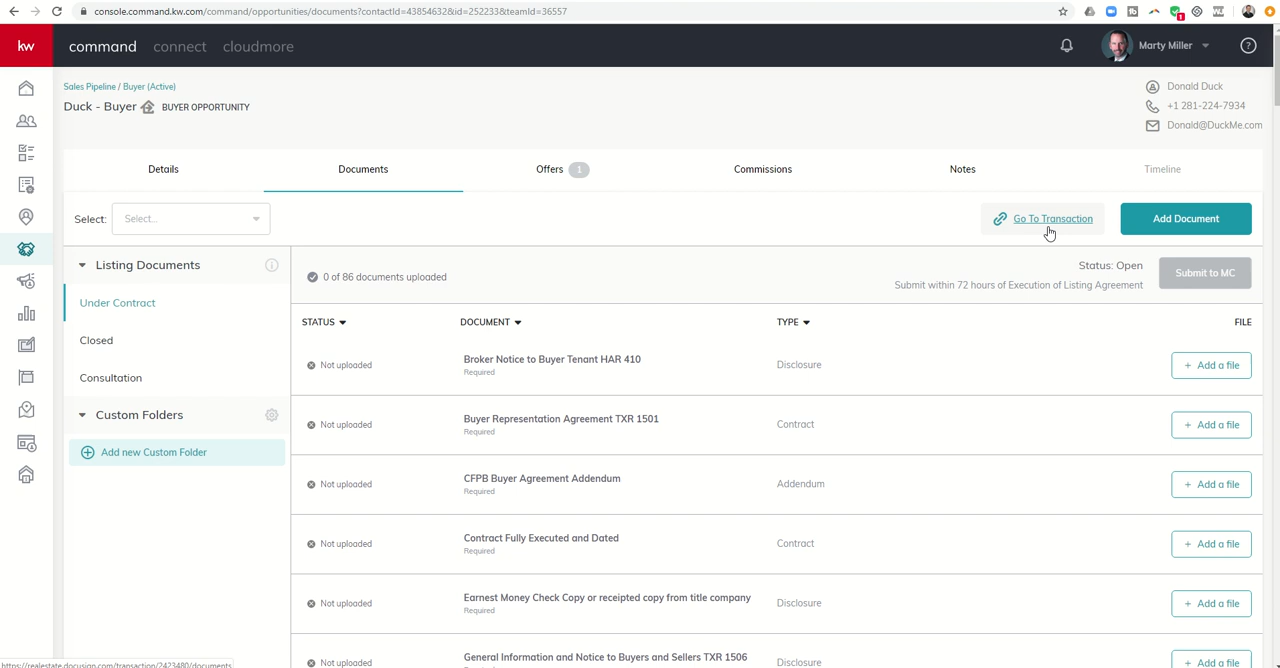 console.command.kw.com/command/opportunities/documents?contactId=43854632&id=252233&teamId=36557
kw command connect cloudmore Marty Miller ?
Sales Pipeline / Buyer (Active)
Duck - Buyer BUYER OPPORTUNITY
Donald Duck
+1 281-224-7934
Donald@DuckMe.com
Details Documents Offers 1 Commissions Notes Timeline
Select: Select... Go To Transaction Add Document
Listing Documents
Under Contract
Closed
Consultation
Custom Folders
Add new Custom Folder
0 of 86 documents uploaded
Status: Open
Submit within 72 hours of Execution of Listing Agreement
Submit to MC
STATUS DOCUMENT TYPE FILE
Not uploaded Broker Notice to Buyer Tenant HAR 410 Disclosure + Add a file
Required
Not uploaded Buyer Representation Agreement TXR 1501 Contract + Add a file
Required
Not uploaded CFPB Buyer Agreement Addendum Addendum + Add a file
Required
Not uploaded Contract Fully Executed and Dated Contract + Add a file
Required
Not uploaded Earnest Money Check Copy or receipted copy from title company Disclosure + Add a file
Required
Not uploaded General Information and Notice to Buyers and Sellers TXR 1506 Disclosure + Add a file
https://realestate.docusign.com/transaction/2423480/documents